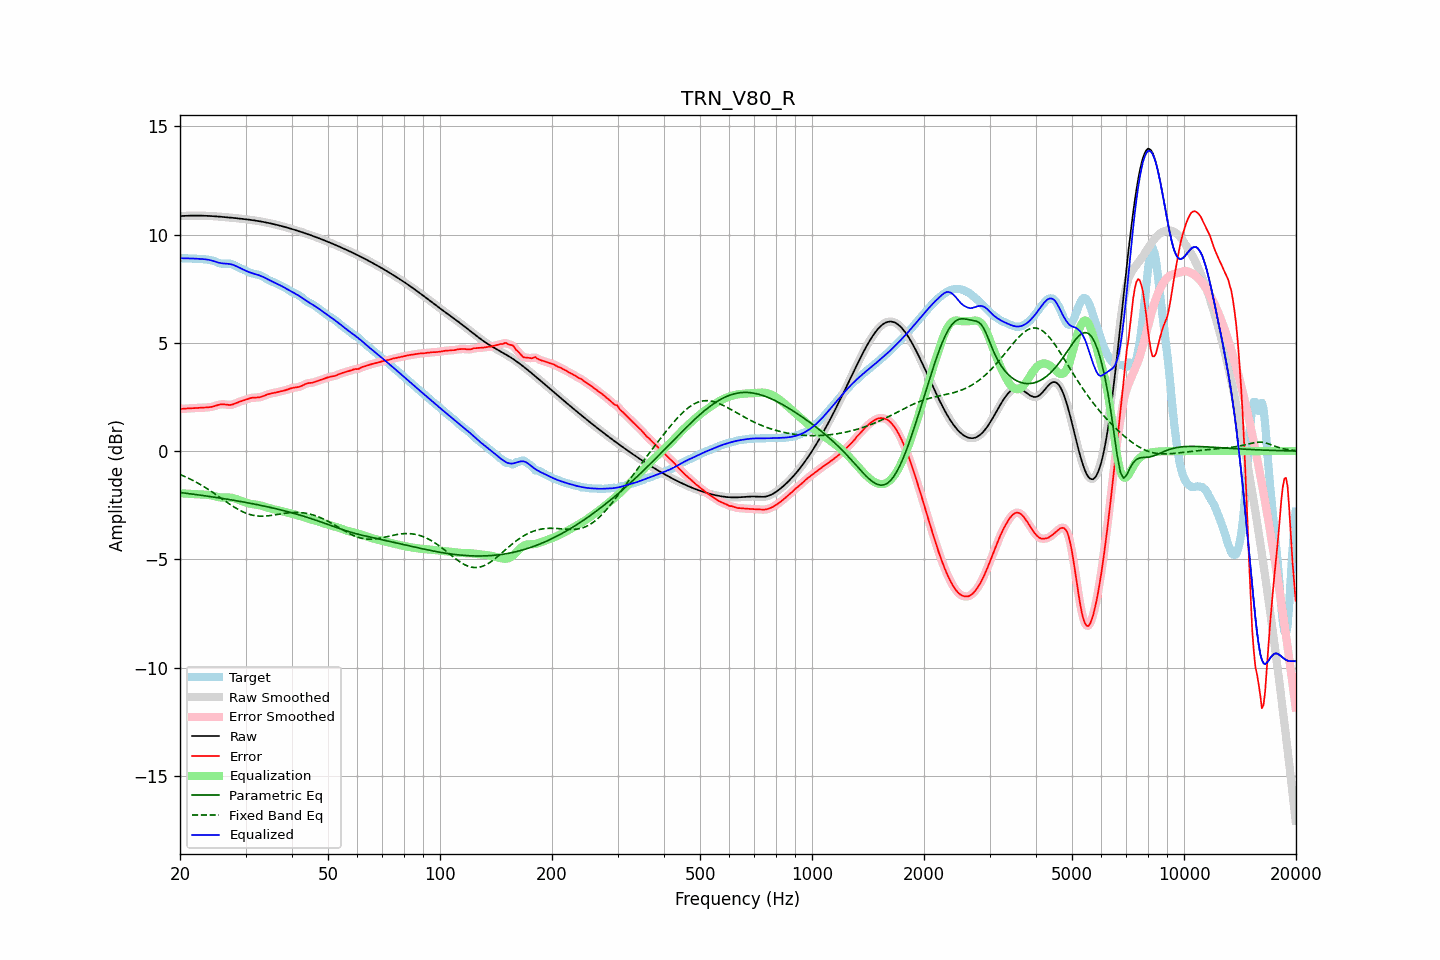 TRN_V80_R
15
10
5
0
−5
−10
−15
Amplitude (dBr)
Target
Raw Smoothed
Error Smoothed
Raw
Error
Equalization
Parametric Eq
Fixed Band Eq
Equalized
20 50 100 200 500 1000 2000 5000 10000 20000
Frequency (Hz)